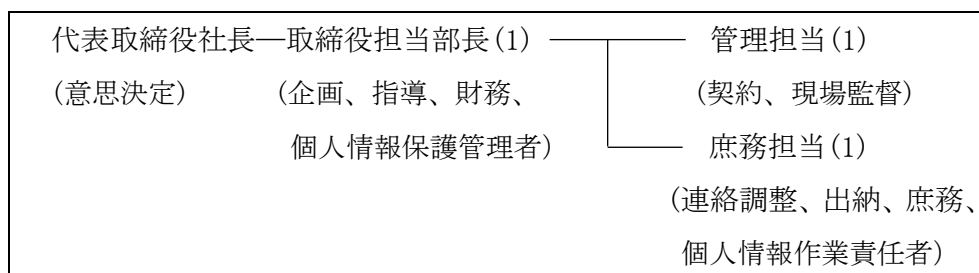 代表取締役社長―取締役担当部長(1) 管理担当(1)
(意思決定) (企画、指導、財務、 (契約、現場監督)
個人情報保護管理者) 庶務担当(1)
(連絡調整、出納、庶務、
個人情報作業責任者)